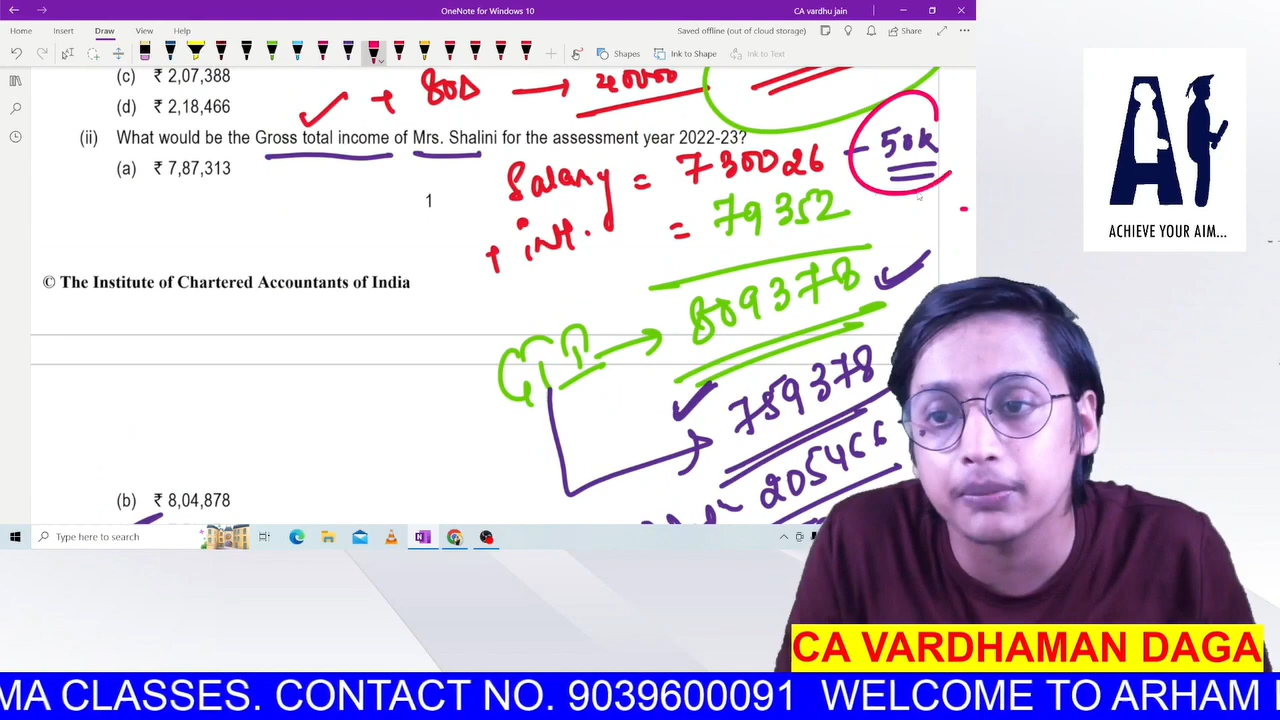 OneNote for Windows 10
CA vardhu jain
Home Insert Draw View Help
Saved offline (out of cloud storage)
Share
Shapes
Ink to Shape
Ink to Text
(c) ₹ 2,07,388
(d) ₹ 2,18,466
+ 80D
(ii) What would be the Gross total income of Mrs. Shalini for the assessment year 2022-23?
(a) ₹ 7,87,313
Salary = 730026 - 50k
1
+ int. = 79352
© The Institute of Chartered Accountants of India
809378
GTI
759378
205466
(b) ₹ 8,04,878
Type here to search
ACHIEVE YOUR AIM...
CA VARDHAMAN DAGA
MA CLASSES. CONTACT NO. 9039600091 WELCOME TO ARHAM